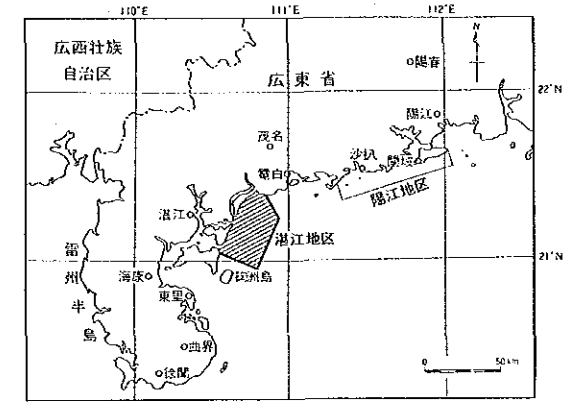 110°E
111°E
112°E
広西壮族
自治区
広東省
N
陽春
22°N
陽江
茂名
沙扒
閘坡
電白
陽江地区
湛江
湛江地区
21°N
雷州半島
海康
硇州島
東里
曲界
徐聞
0 50km